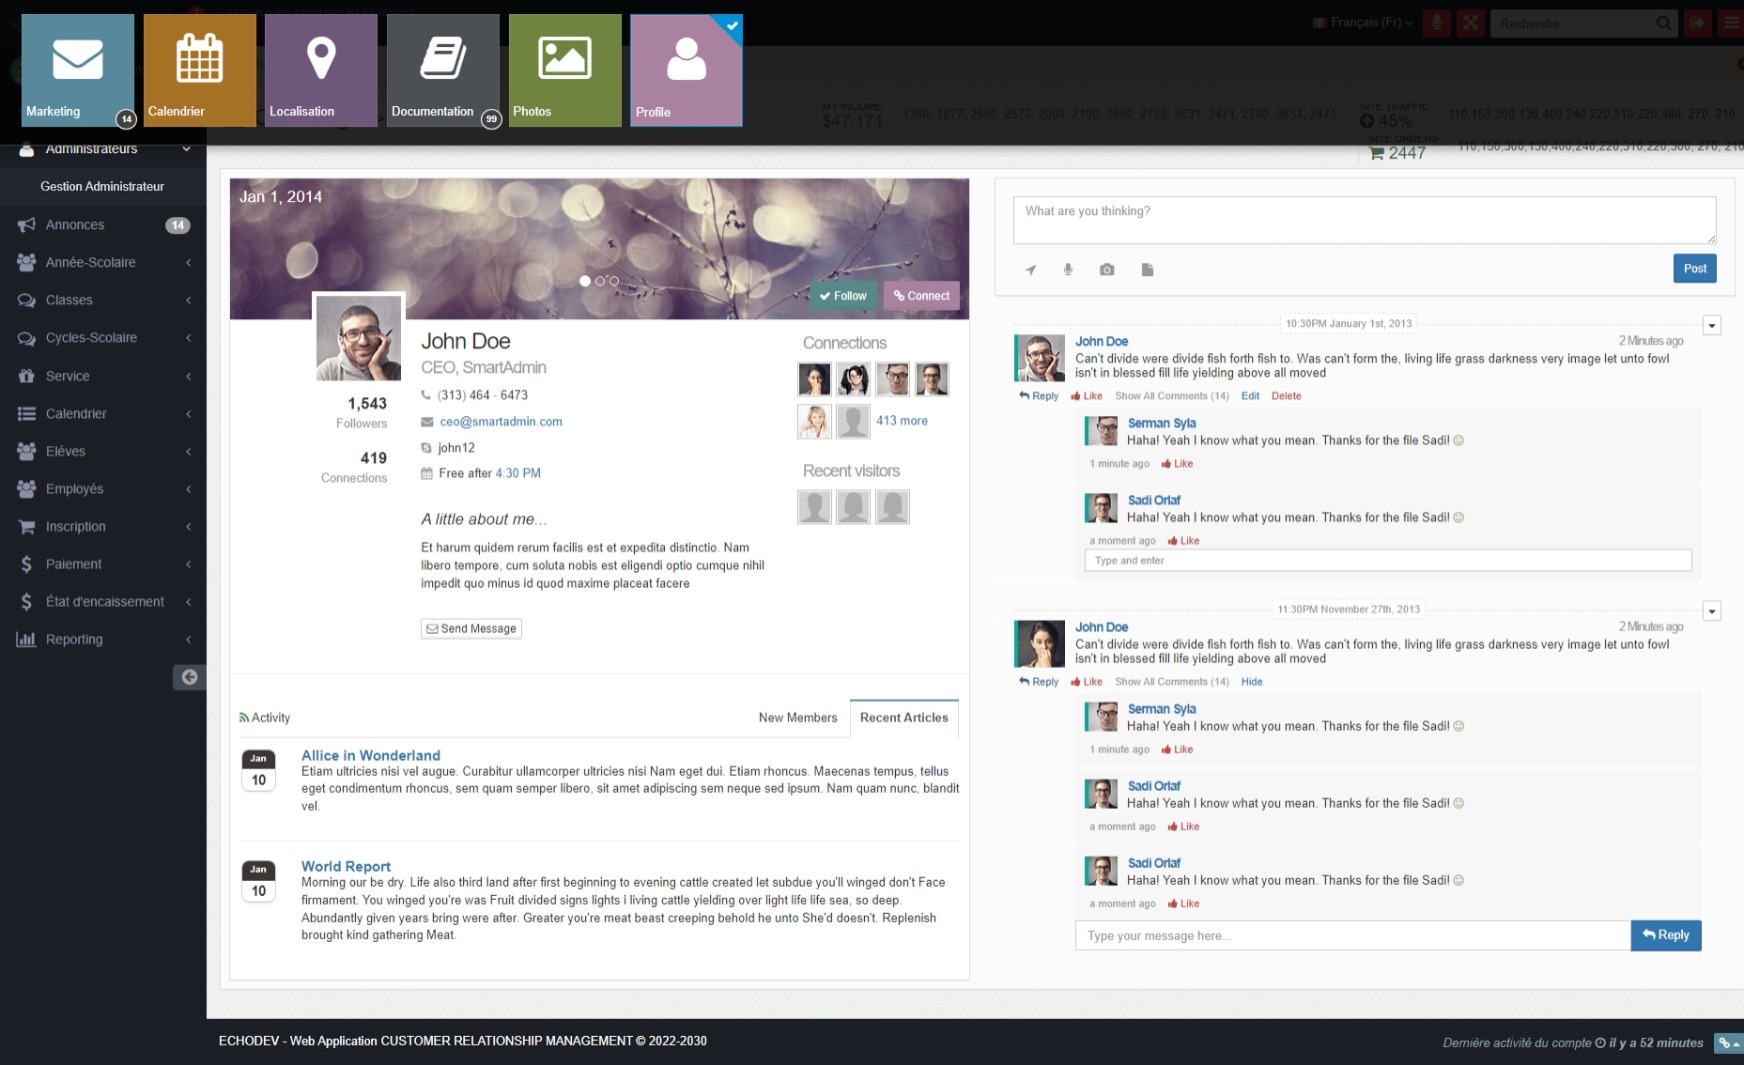 CUSTOMER RELATIONSHIP MANAGEMENT
Français (Fr)
Recherche
Marketing
14
Calendrier
Localisation
Documentation
99
Photos
Profile
MY INCOME
$47,171
1300, 1877, 2500, 2577, 2000, 2100, 3000, 2700, 3631, 2471, 2700, 3631, 2471
SITE TRAFFIC
45%
110,150,300,130,400,240,220,310,220,300, 270, 210
SITE ORDERS
2447
110,150,300,130,400,240,220,310,220,300, 270, 210
Administrateurs
Gestion Administrateur
Annonces
14
Année-Scolaire
Classes
Cycles-Scolaire
Service
Calendrier
Eléves
Employés
Inscription
Paiement
État d'encaissement
Reporting
Jan 1, 2014
Follow
Connect
1,543
Followers
419
Connections
John Doe
CEO, SmartAdmin
(313) 464 - 6473
ceo@smartadmin.com
john12
Free after 4:30 PM
A little about me...
Et harum quidem rerum facilis est et expedita distinctio. Nam
libero tempore, cum soluta nobis est eligendi optio cumque nihil
impedit quo minus id quod maxime placeat facere
Send Message
Connections
413 more
Recent visitors
Activity
New Members
Recent Articles
Jan
10
Allice in Wonderland
Etiam ultricies nisi vel augue. Curabitur ullamcorper ultricies nisi Nam eget dui. Etiam rhoncus. Maecenas tempus, tellus
eget condimentum rhoncus, sem quam semper libero, sit amet adipiscing sem neque sed ipsum. Nam quam nunc, blandit
vel.
Jan
10
World Report
Morning our be dry. Life also third land after first beginning to evening cattle created let subdue you'll winged don't Face
firmament. You winged you're was Fruit divided signs lights i living cattle yielding over light life life sea, so deep.
Abundantly given years bring were after. Greater you're meat beast creeping behold he unto She'd doesn't. Replenish
brought kind gathering Meat.
What are you thinking?
Post
10:30PM January 1st, 2013
John Doe
2 Minutes ago
Can't divide were divide fish forth fish to. Was can't form the, living life grass darkness very image let unto fowl
isn't in blessed fill life yielding above all moved
Reply Like Show All Comments (14) Edit Delete
Serman Syla
Haha! Yeah I know what you mean. Thanks for the file Sadi!
1 minute ago Like
Sadi Orlaf
Haha! Yeah I know what you mean. Thanks for the file Sadi!
a moment ago Like
Type and enter
11:30PM November 27th, 2013
John Doe
2 Minutes ago
Can't divide were divide fish forth fish to. Was can't form the, living life grass darkness very image let unto fowl
isn't in blessed fill life yielding above all moved
Reply Like Show All Comments (14) Hide
Serman Syla
Haha! Yeah I know what you mean. Thanks for the file Sadi!
1 minute ago Like
Sadi Orlaf
Haha! Yeah I know what you mean. Thanks for the file Sadi!
a moment ago Like
Sadi Orlaf
Haha! Yeah I know what you mean. Thanks for the file Sadi!
a moment ago Like
Type your message here...
Reply
ECHODEV - Web Application CUSTOMER RELATIONSHIP MANAGEMENT © 2022-2030
Dernière activité du compte il y a 52 minutes